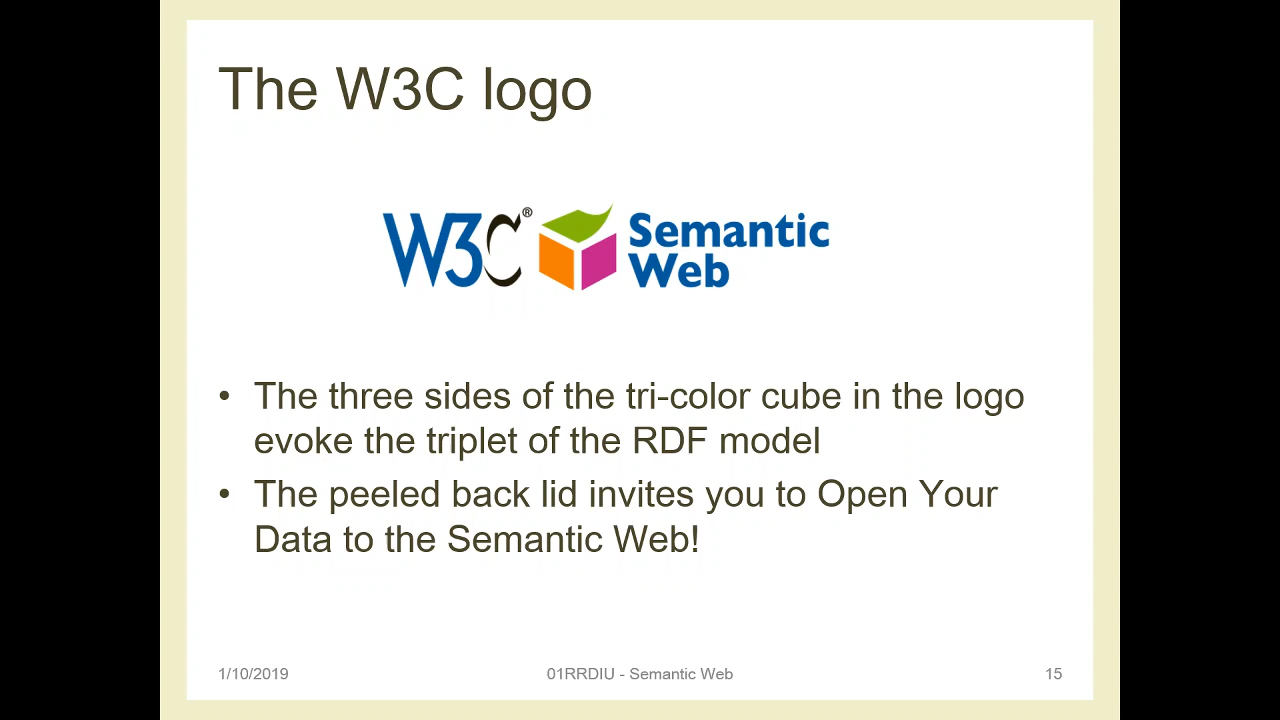 The W3C logo
W3C® Semantic
Web
• The three sides of the tri-color cube in the logo
evoke the triplet of the RDF model
• The peeled back lid invites you to Open Your
Data to the Semantic Web!
1/10/2019 01RRDIU - Semantic Web 15